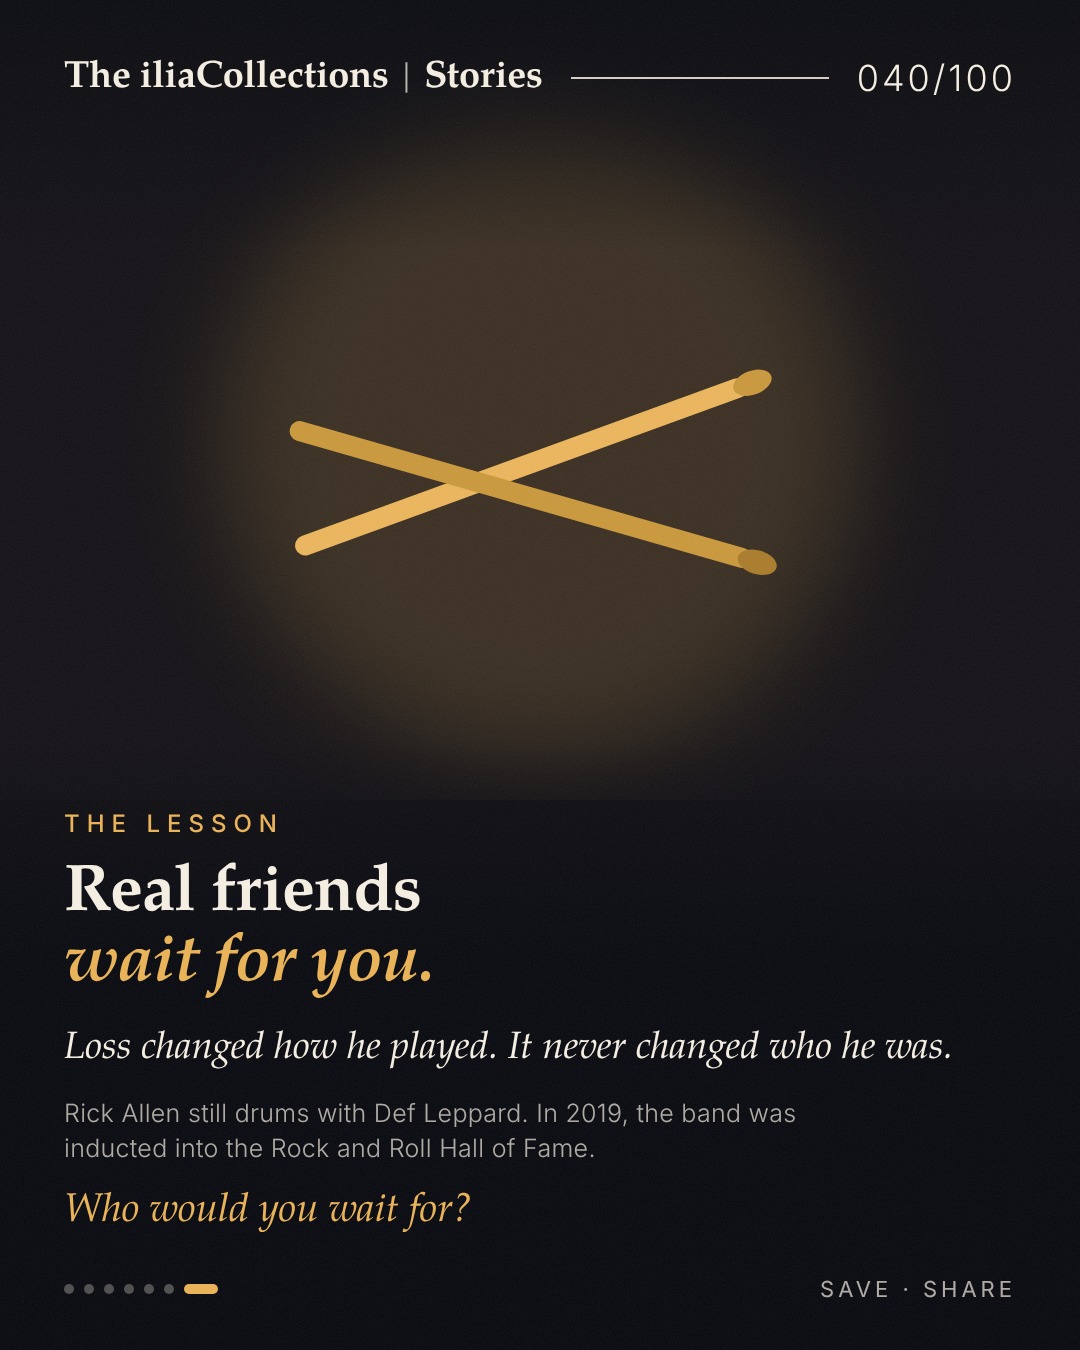 The iliaCollections | Stories 040/100
THE LESSON
Real friends
wait for you.
Loss changed how he played. It never changed who he was.
Rick Allen still drums with Def Leppard. In 2019, the band was
inducted into the Rock and Roll Hall of Fame.
Who would you wait for?
SAVE · SHARE